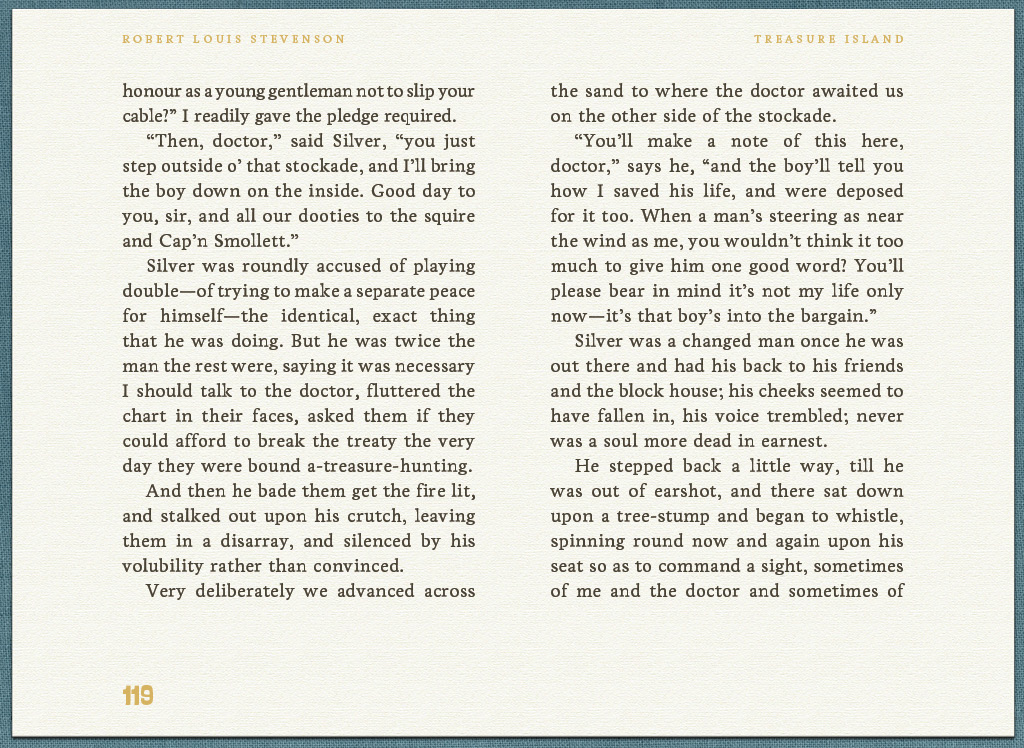 ROBERT LOUIS STEVENSON
TREASURE ISLAND
honour as a young gentleman not to slip your
cable?” I readily gave the pledge required.
“Then, doctor,” said Silver, “you just
step outside o’ that stockade, and I’ll bring
the boy down on the inside. Good day to
you, sir, and all our dooties to the squire
and Cap’n Smollett.”
Silver was roundly accused of playing
double—of trying to make a separate peace
for himself—the identical, exact thing
that he was doing. But he was twice the
man the rest were, saying it was necessary
I should talk to the doctor, fluttered the
chart in their faces, asked them if they
could afford to break the treaty the very
day they were bound a-treasure-hunting.
And then he bade them get the fire lit,
and stalked out upon his crutch, leaving
them in a disarray, and silenced by his
volubility rather than convinced.
Very deliberately we advanced across
the sand to where the doctor awaited us
on the other side of the stockade.
“You’ll make a note of this here,
doctor,” says he, “and the boy’ll tell you
how I saved his life, and were deposed
for it too. When a man’s steering as near
the wind as me, you wouldn’t think it too
much to give him one good word? You’ll
please bear in mind it’s not my life only
now—it’s that boy’s into the bargain.”
Silver was a changed man once he was
out there and had his back to his friends
and the block house; his cheeks seemed to
have fallen in, his voice trembled; never
was a soul more dead in earnest.
He stepped back a little way, till he
was out of earshot, and there sat down
upon a tree-stump and began to whistle,
spinning round now and again upon his
seat so as to command a sight, sometimes
of me and the doctor and sometimes of
119